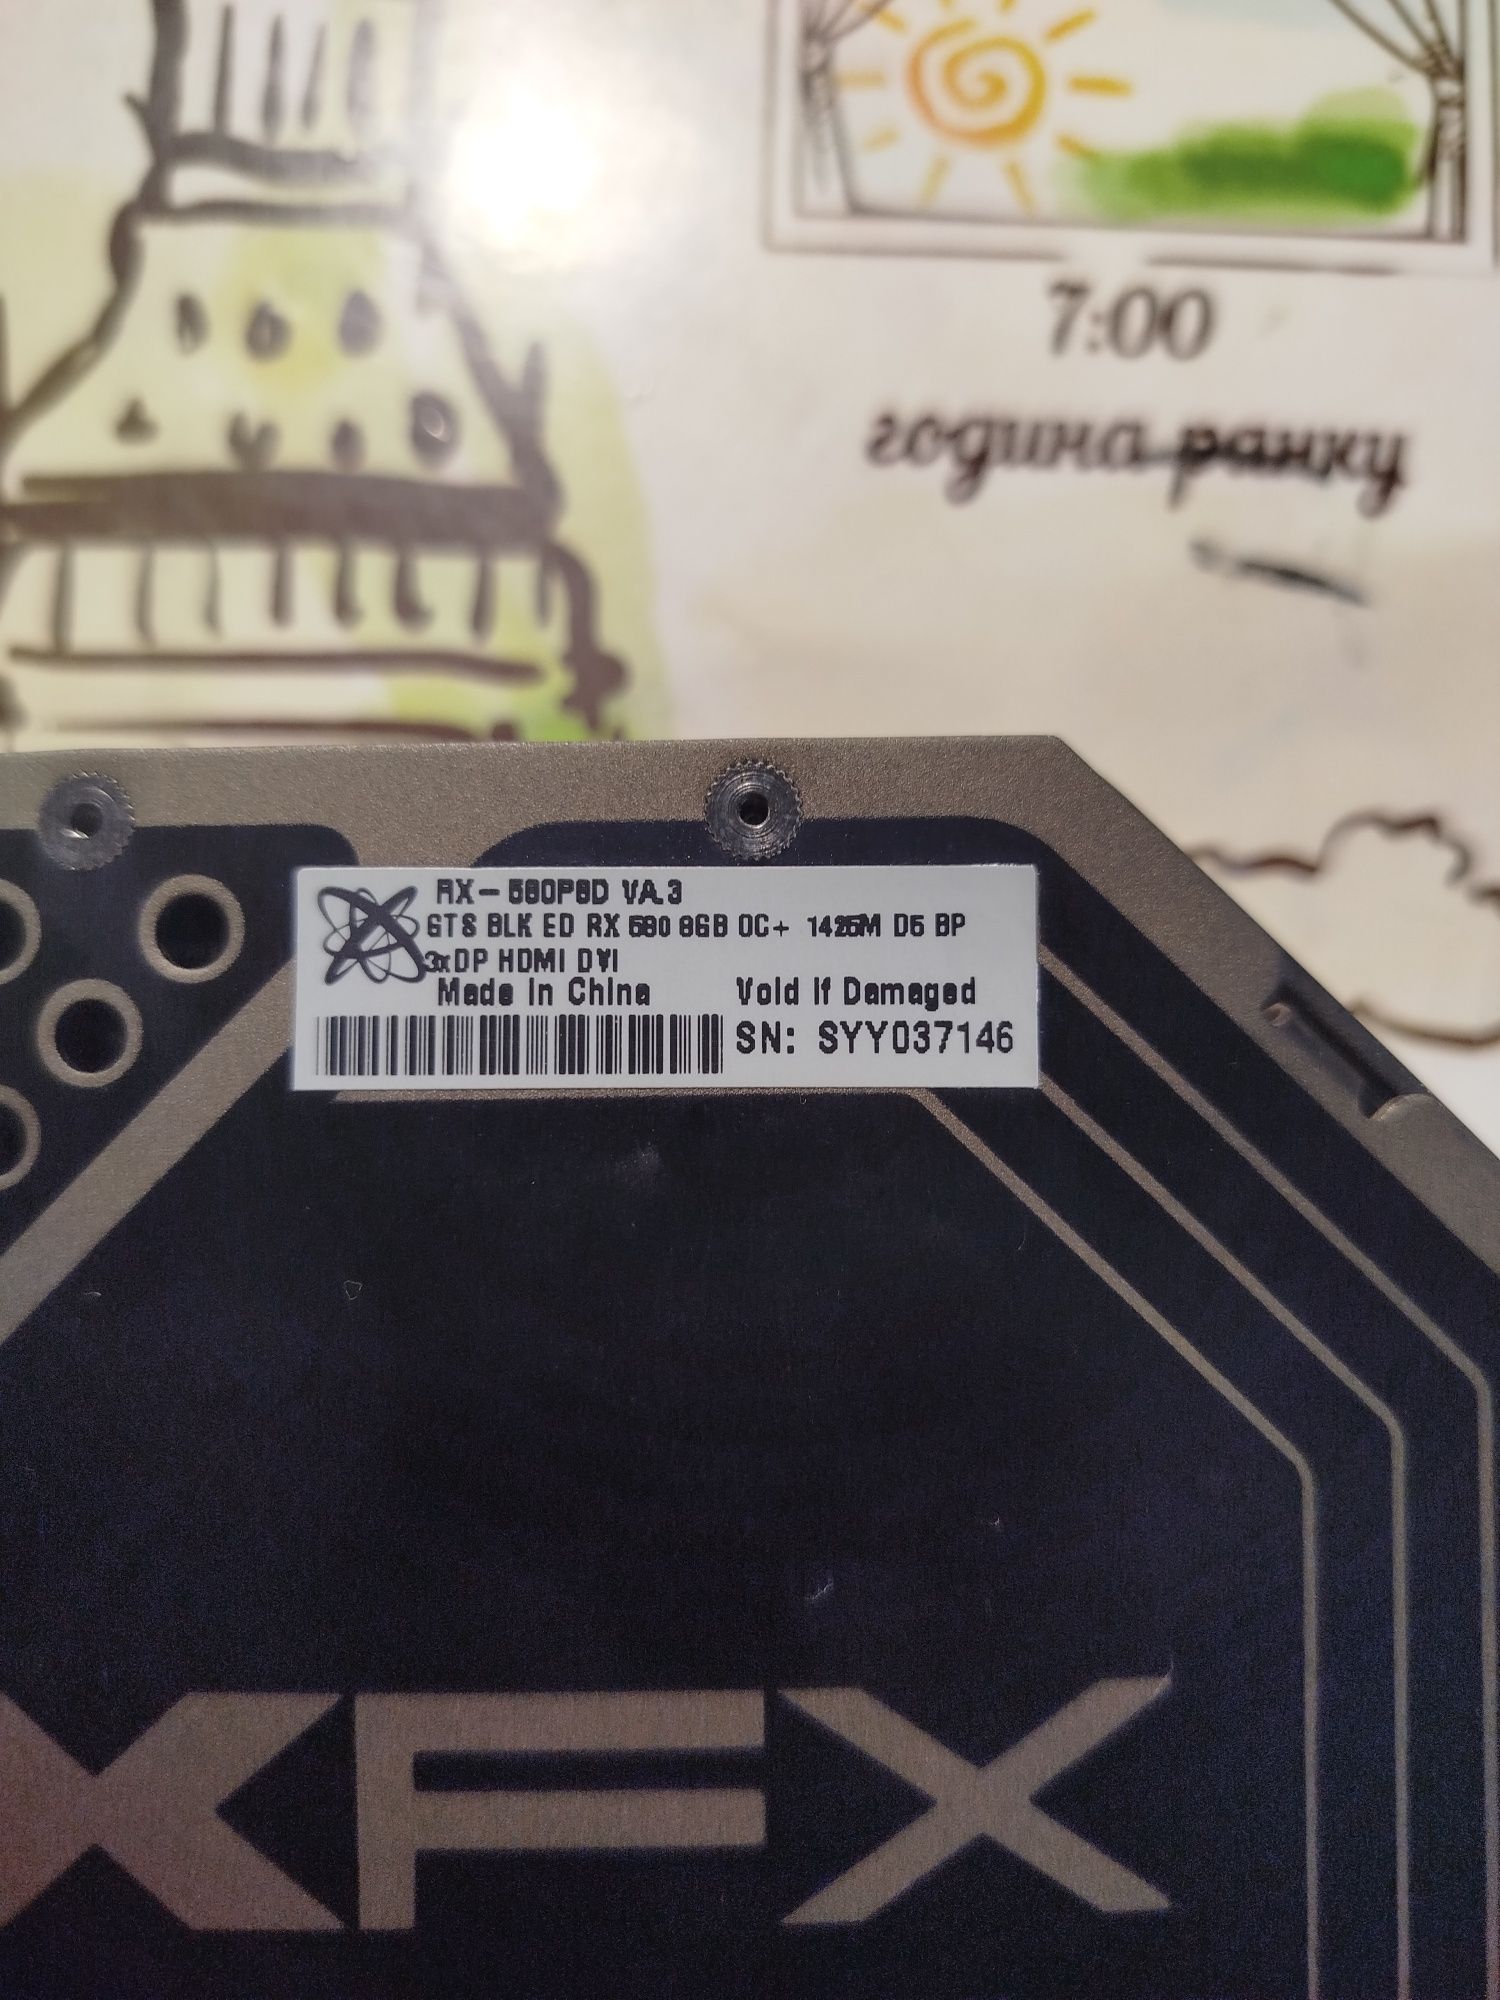 7:00
година ранку
RX-580P8D VA.3
GTS BLK ED RX 580 8GB OC+ 1425M D5 BP
3xDP HDMI DVI
Made in China Void If Damaged
SN: SYY037146
XFX